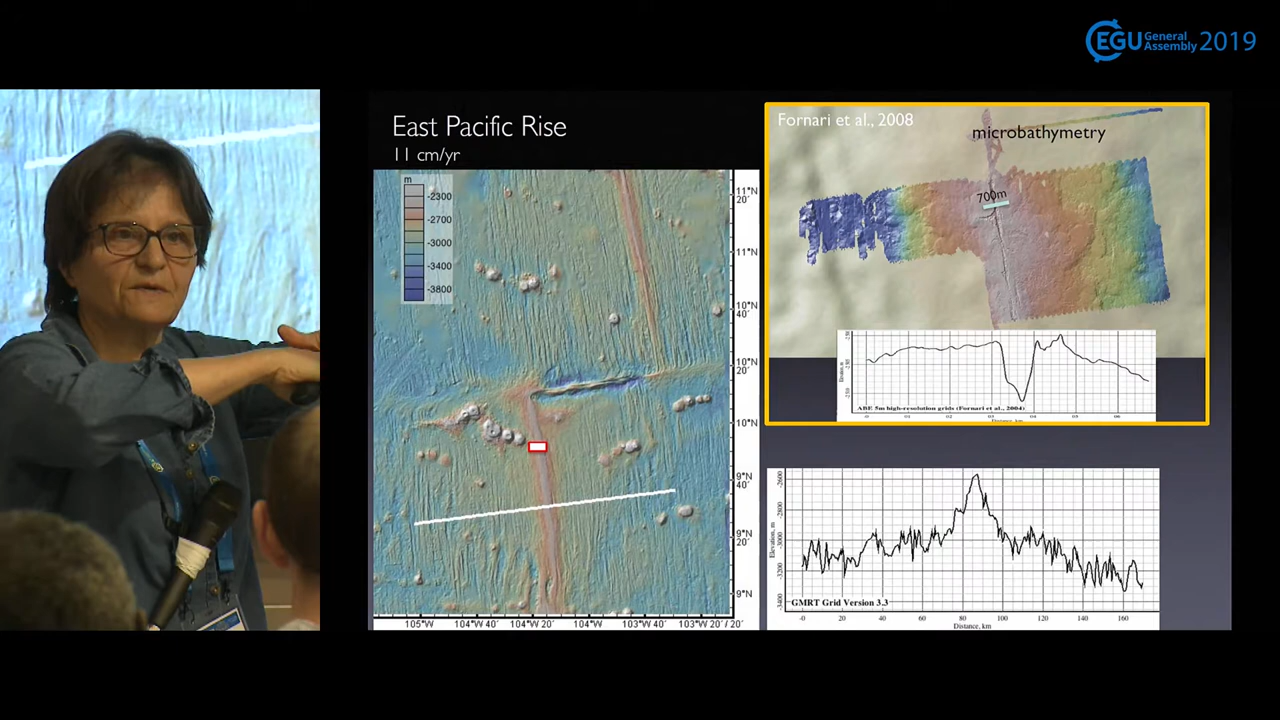 EGU General Assembly 2019
East Pacific Rise
11 cm/yr
m
-2300
-2700
-3000
-3400
-3800
11°N
20´
11°N
10°N
40´
10°N
20´
10°N
9°N
40´
9°N
20´
9°N
105°W
104°W 40´
104°W 20´
104°W
103°W 40´
103°W 20´
Fornari et al., 2008
microbathymetry
700m
ABE 5m high-resolution grids (Fornari et al., 2004)
Distance, km
-2600
-2800
-3000
-3200
-3400
Elevation, m
GMRT Grid Version 3.3
0 20 40 60 80 100 120 140 160
Distance, km